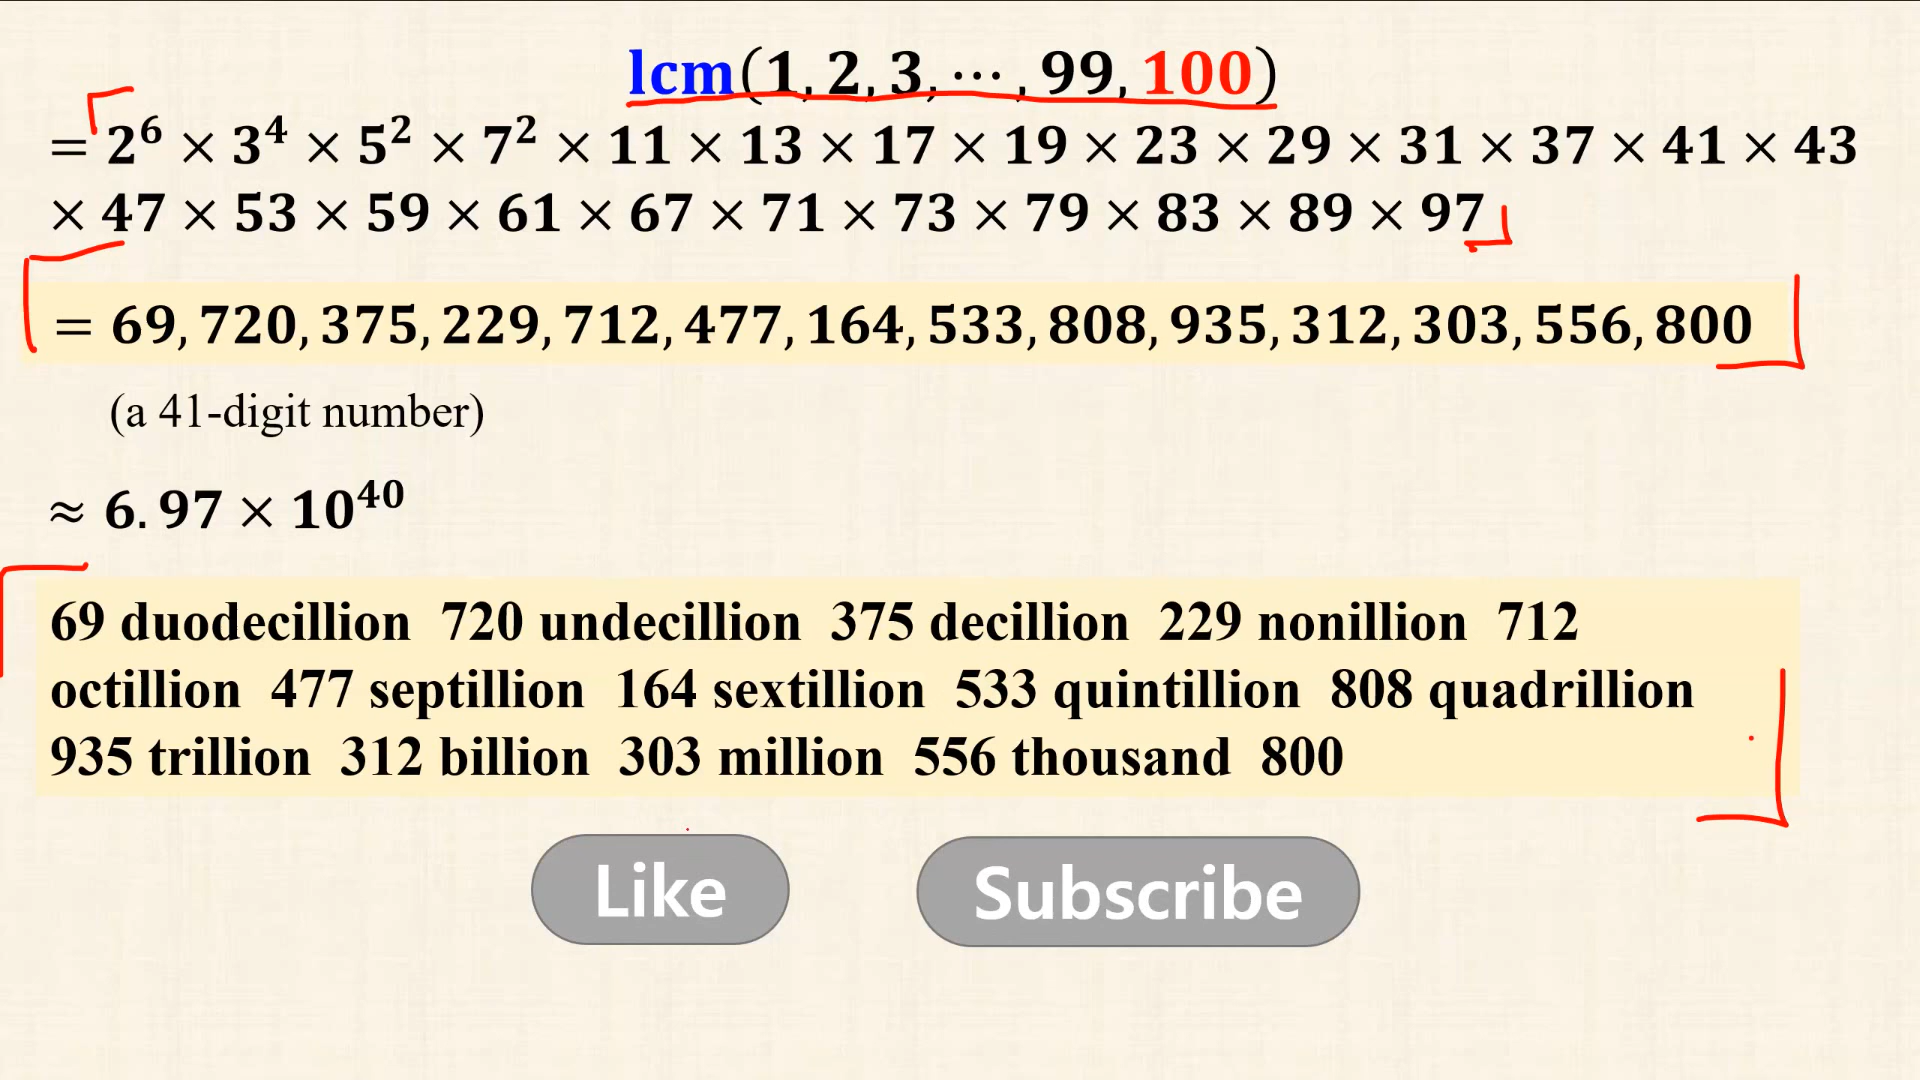 lcm(1, 2, 3, ⋯, 99, 100)
= 2⁶ × 3⁴ × 5² × 7² × 11 × 13 × 17 × 19 × 23 × 29 × 31 × 37 × 41 × 43
× 47 × 53 × 59 × 61 × 67 × 71 × 73 × 79 × 83 × 89 × 97
= 69, 720, 375, 229, 712, 477, 164, 533, 808, 935, 312, 303, 556, 800
(a 41-digit number)
≈ 6.97 × 10⁴⁰
69 duodecillion 720 undecillion 375 decillion 229 nonillion 712
octillion 477 septillion 164 sextillion 533 quintillion 808 quadrillion
935 trillion 312 billion 303 million 556 thousand 800
Like
Subscribe